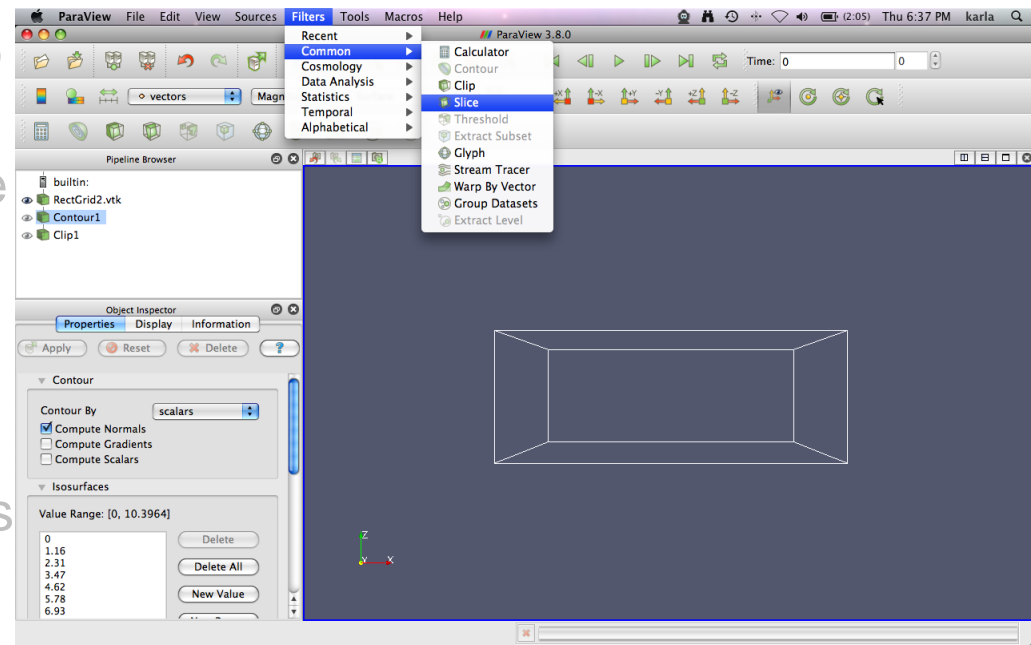 ParaView File Edit View Sources Filters Tools Macros Help (2:05) Thu 6:37 PM karla
ParaView 3.8.0
Recent
Common
Cosmology
Data Analysis
Statistics
Temporal
Alphabetical
Calculator
Contour
Clip
Slice
Threshold
Extract Subset
Glyph
Stream Tracer
Warp By Vector
Group Datasets
Extract Level
Time: 0 0
vectors Magn +X -X +Y -Y +Z -Z
Pipeline Browser
builtin:
RectGrid2.vtk
Contour1
Clip1
Object Inspector
Properties Display Information
Apply Reset Delete ?
Contour
Contour By scalars
Compute Normals
Compute Gradients
Compute Scalars
Isosurfaces
Value Range: [0, 10.3964]
0
1.16
2.31
3.47
4.62
5.78
6.93
Delete
Delete All
New Value
Z
Y X
e
s